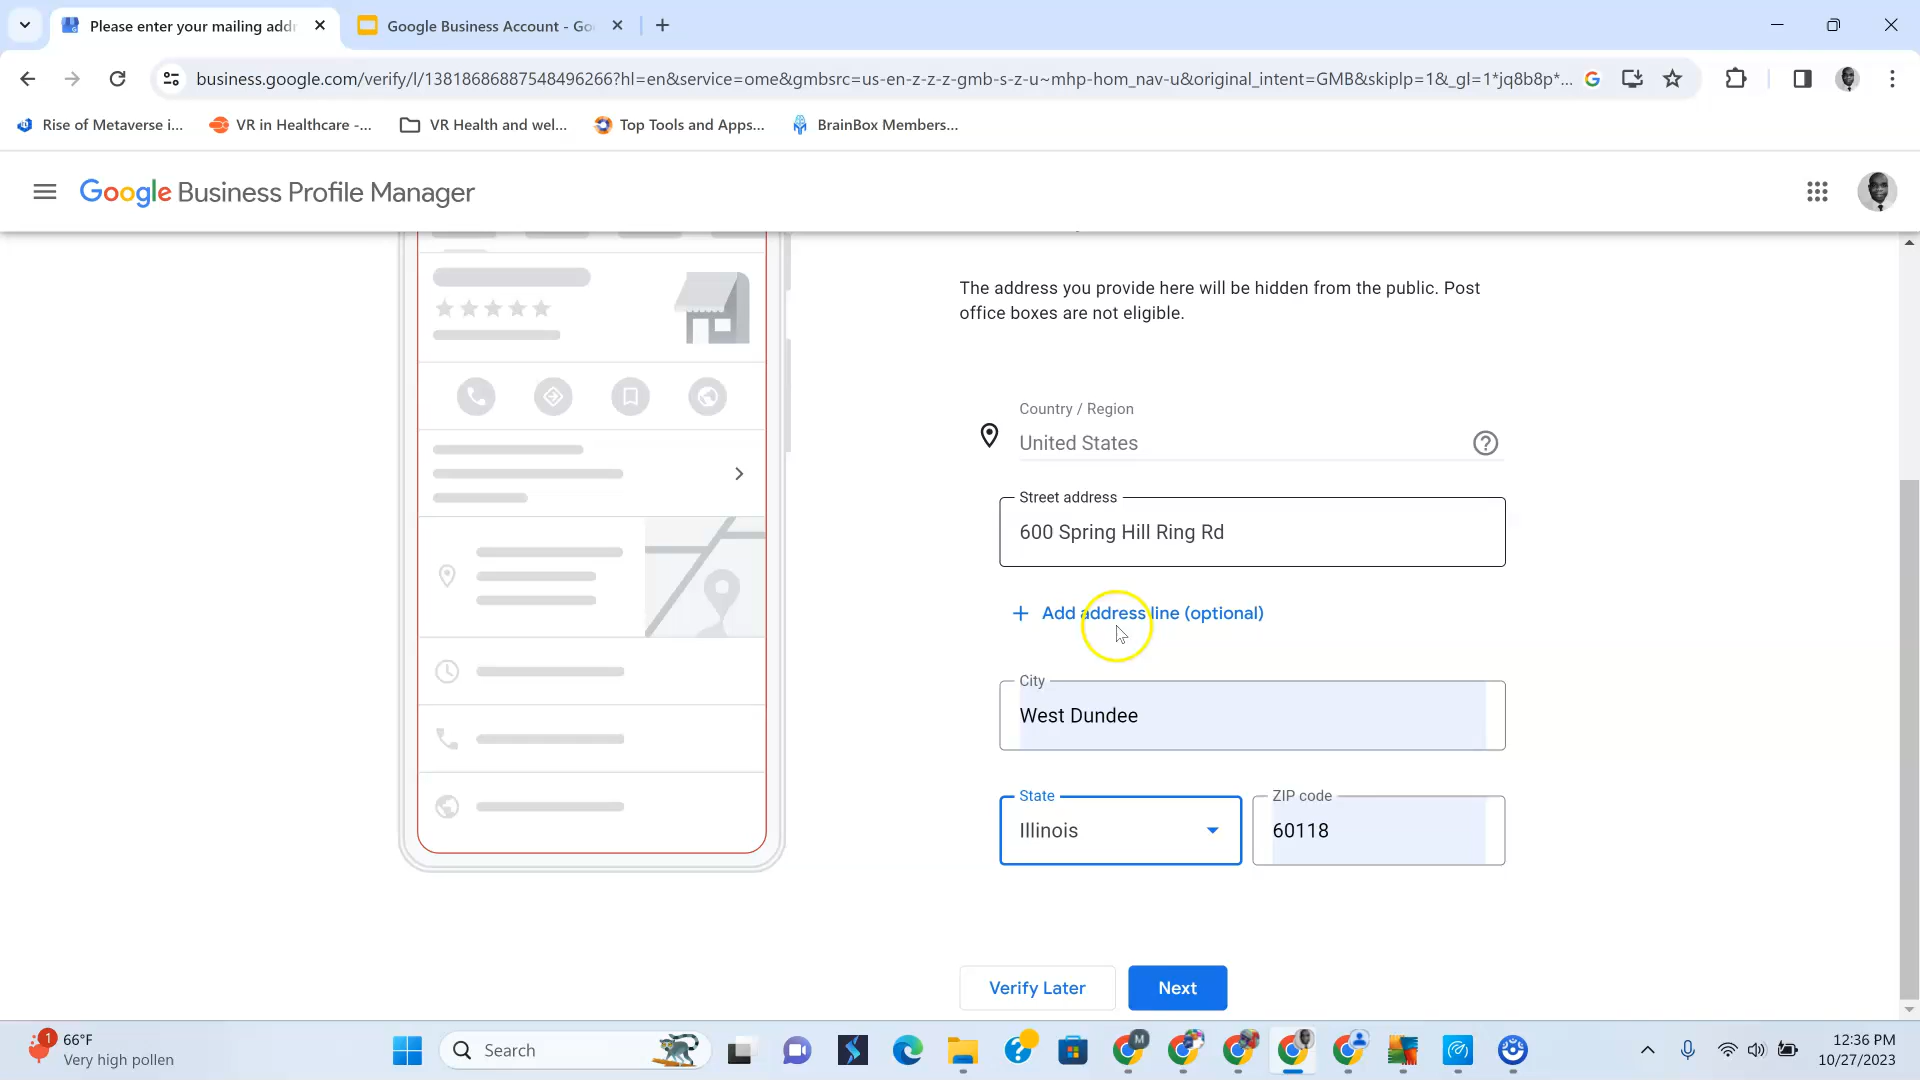 Please enter your mailing addr
Google Business Account - Go
business.google.com/verify/l/13818686887548496266?hl=en&service=ome&gmbsrc=us-en-z-z-z-gmb-s-z-u~mhp-hom_nav-u&original_intent=GMB&skiplp=1&_gl=1*jq8b8p*...
Rise of Metaverse i...
VR in Healthcare -...
VR Health and wel...
Top Tools and Apps...
BrainBox Members...
Google Business Profile Manager
The address you provide here will be hidden from the public. Post
office boxes are not eligible.
Country / Region
United States
Street address
600 Spring Hill Ring Rd
Add address line (optional)
City
West Dundee
State
Illinois
ZIP code
60118
Verify Later
Next
1
66°F
Very high pollen
Search
M
12:36 PM
10/27/2023